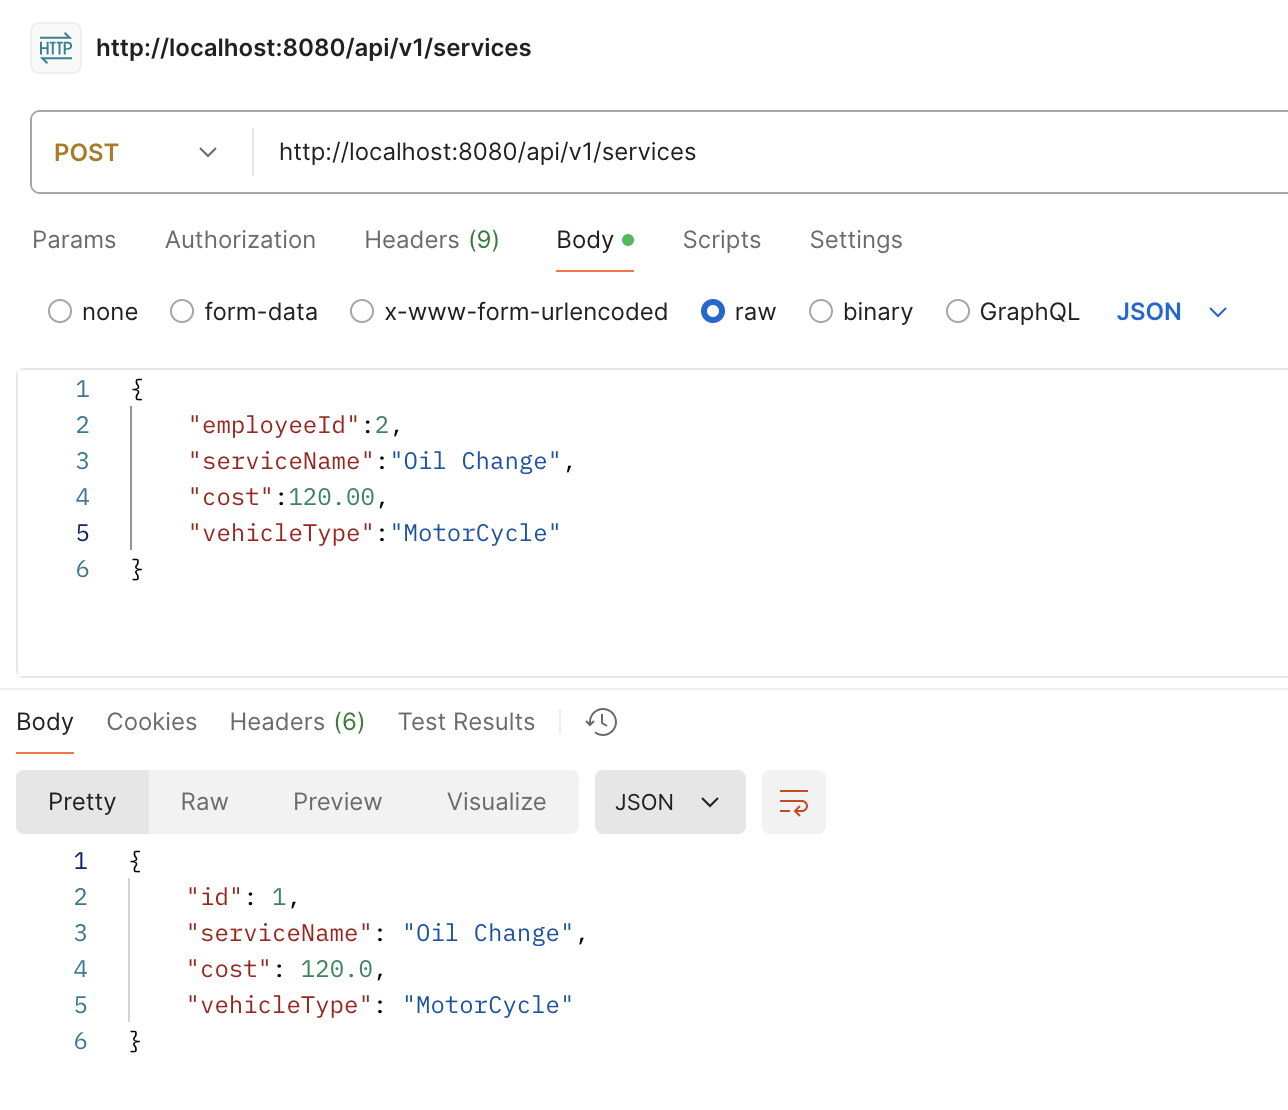 HTTP http://localhost:8080/api/v1/services
POST http://localhost:8080/api/v1/services
Params Authorization Headers (9) Body Scripts Settings
none form-data x-www-form-urlencoded raw binary GraphQL JSON
1 {
2 "employeeId":2,
3 "serviceName":"Oil Change",
4 "cost":120.00,
5 "vehicleType":"MotorCycle"
6 }
Body Cookies Headers (6) Test Results
Pretty Raw Preview Visualize JSON
1 {
2 "id": 1,
3 "serviceName": "Oil Change",
4 "cost": 120.0,
5 "vehicleType": "MotorCycle"
6 }